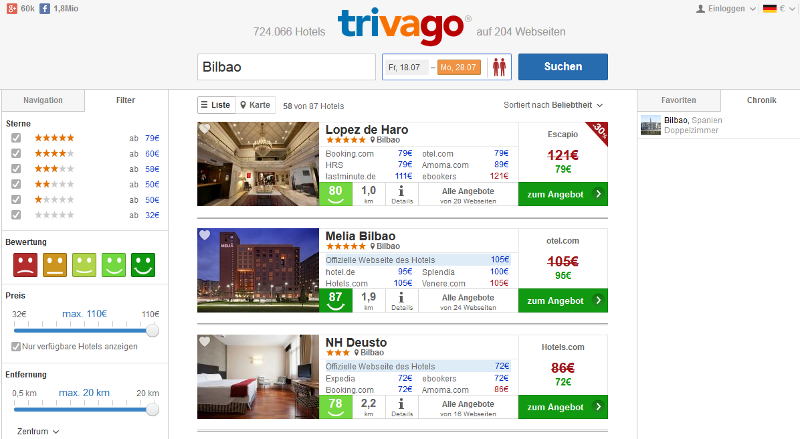 60k 1,8Mio
724.066 Hotels trivago® auf 204 Webseiten
Einloggen €
Bilbao Fr, 18.07 – Mo, 28.07 Suchen
Navigation Filter
Sterne
ab 79€
ab 60€
ab 58€
ab 50€
ab 50€
ab 32€
Bewertung
Preis
32€ max. 110€ 110€
Nur verfügbare Hotels anzeigen
Entfernung
0,5 km max. 20 km 20 km
Zentrum
Liste Karte 58 von 87 Hotels Sortiert nach Beliebtheit
Lopez de Haro
Bilbao
Booking.com 79€ otel.com 79€
HRS 79€ Amoma.com 89€
lastminute.de 111€ ebookers 121€
80 1,0 km Details Alle Angebote von 20 Webseiten
Escapio -30%
121€
79€
zum Angebot
MELIÁ
Melia Bilbao
Bilbao
Offizielle Webseite des Hotels 105€
hotel.de 95€ Splendia 100€
Hotels.com 105€ Venere.com 105€
87 1,9 km Details Alle Angebote von 24 Webseiten
otel.com
105€
95€
zum Angebot
NH Deusto
Bilbao
Offizielle Webseite des Hotels 72€
Expedia 72€ ebookers 72€
Booking.com 72€ Amoma.com 86€
78 2,2 km Details Alle Angebote von 16 Webseiten
Hotels.com
86€
72€
zum Angebot
Favoriten Chronik
Bilbao, Spanien
Doppelzimmer